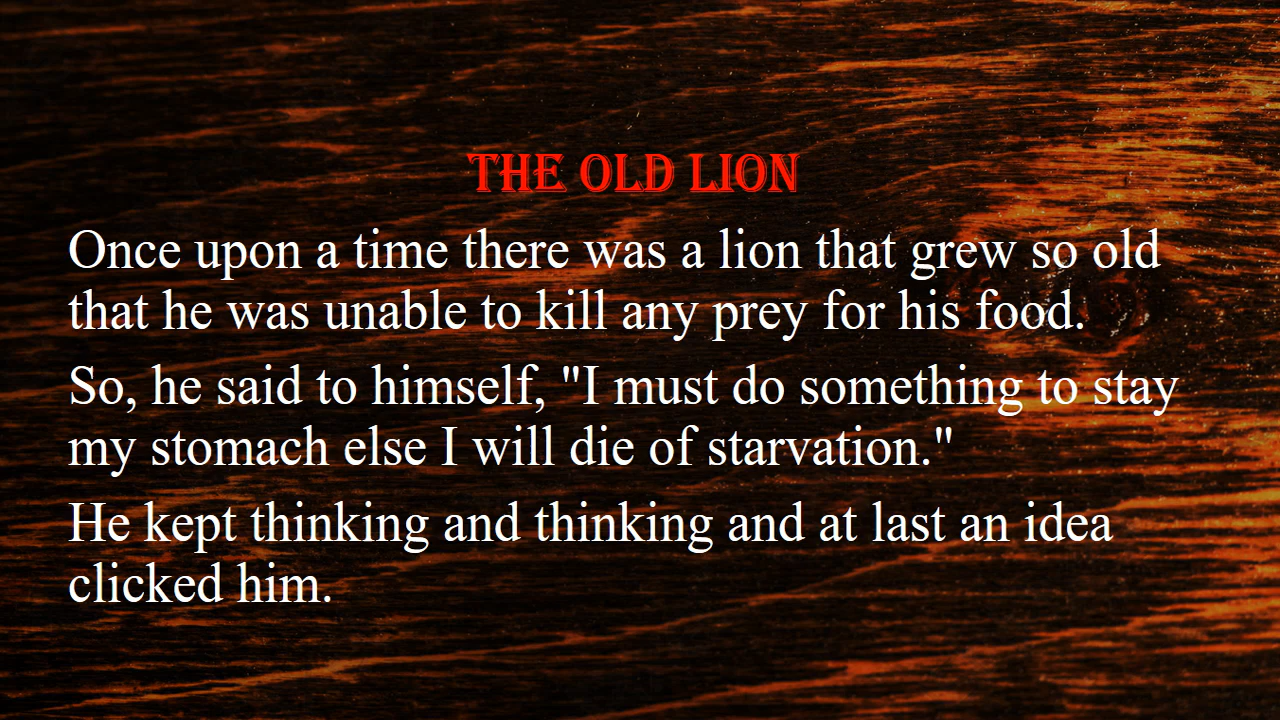 THE OLD LION
Once upon a time there was a lion that grew so old
that he was unable to kill any prey for his food.
So, he said to himself, "I must do something to stay
my stomach else I will die of starvation."
He kept thinking and thinking and at last an idea
clicked him.